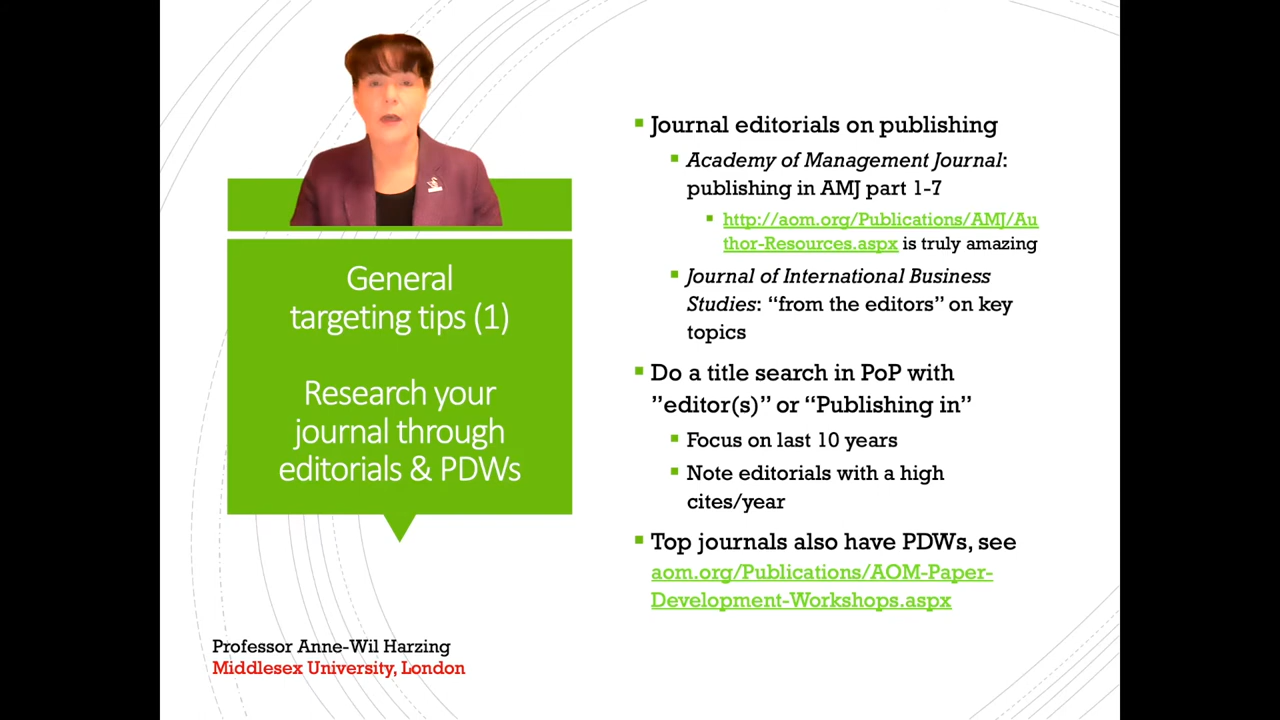 General
targeting tips (1)
Research your
journal through
editorials & PDWs
Journal editorials on publishing
Academy of Management Journal:
publishing in AMJ part 1-7
http://aom.org/Publications/AMJ/Au
thor-Resources.aspx is truly amazing
Journal of International Business
Studies: “from the editors” on key
topics
Do a title search in PoP with
”editor(s)” or “Publishing in”
Focus on last 10 years
Note editorials with a high
cites/year
Top journals also have PDWs, see
aom.org/Publications/AOM-Paper-
Development-Workshops.aspx
Professor Anne-Wil Harzing
Middlesex University, London